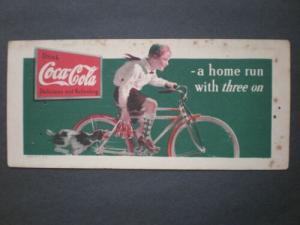 Drink
Coca-Cola
Delicious and Refreshing
-a home run
with three on